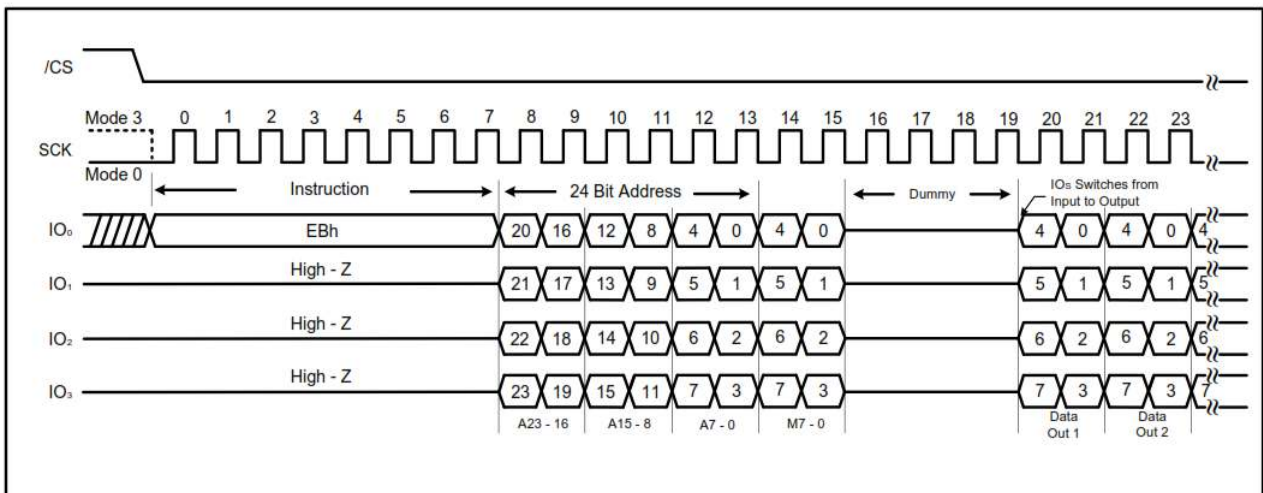 /CS
Mode 3 0 1 2 3 4 5 6 7 8 9 10 11 12 13 14 15 16 17 18 19 20 21 22 23
SCK
Mode 0
Instruction 24 Bit Address Dummy IOs Switches from
Input to Output
IO₀ EBh 20 16 12 8 4 0 4 0 4 0 4 0 4
High - Z
IO₁ 21 17 13 9 5 1 5 1 5 1 5 1 5
High - Z
IO₂ 22 18 14 10 6 2 6 2 6 2 6 2 6
High - Z
IO₃ 23 19 15 11 7 3 7 3 7 3 7 3 7
A23 - 16 A15 - 8 A7 - 0 M7 - 0 Data Data
Out 1 Out 2